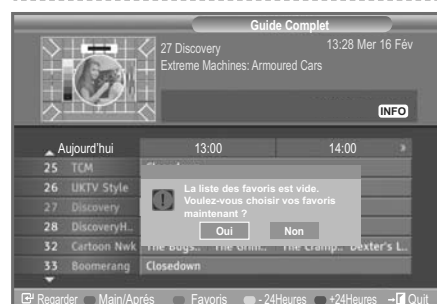 Guide Complet
27 Discovery 13:28 Mer 16 Fév
Extreme Machines: Armoured Cars
INFO
Aujourd'hui 13:00 14:00
25 TCM Closedown
26 UKTV Style
La liste des favoris est vide.
Voulez-vous choisir vos favoris
maintenant ?
27 Discovery
28 DiscoveryH..
Oui Non
32 Cartoon Nwk The Bugs.. The Grim.. The Cramp.. Dexter's L..
33 Boomerang Closedown
Regarder Main/Après Favoris - 24Heures +24Heures Quit